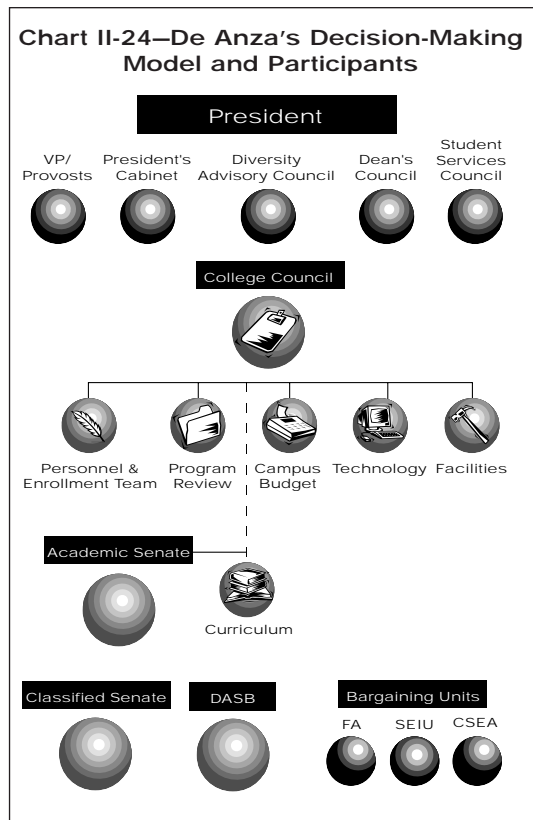 Chart II-24—De Anza's Decision-Making
Model and Participants
President
VP/
Provosts
President's
Cabinet
Diversity
Advisory Council
Dean's
Council
Student
Services
Council
College Council
Personnel &
Enrollment Team
Program
Review
Campus
Budget
Technology
Facilities
Academic Senate
Curriculum
Classified Senate
DASB
Bargaining Units
FA
SEIU
CSEA